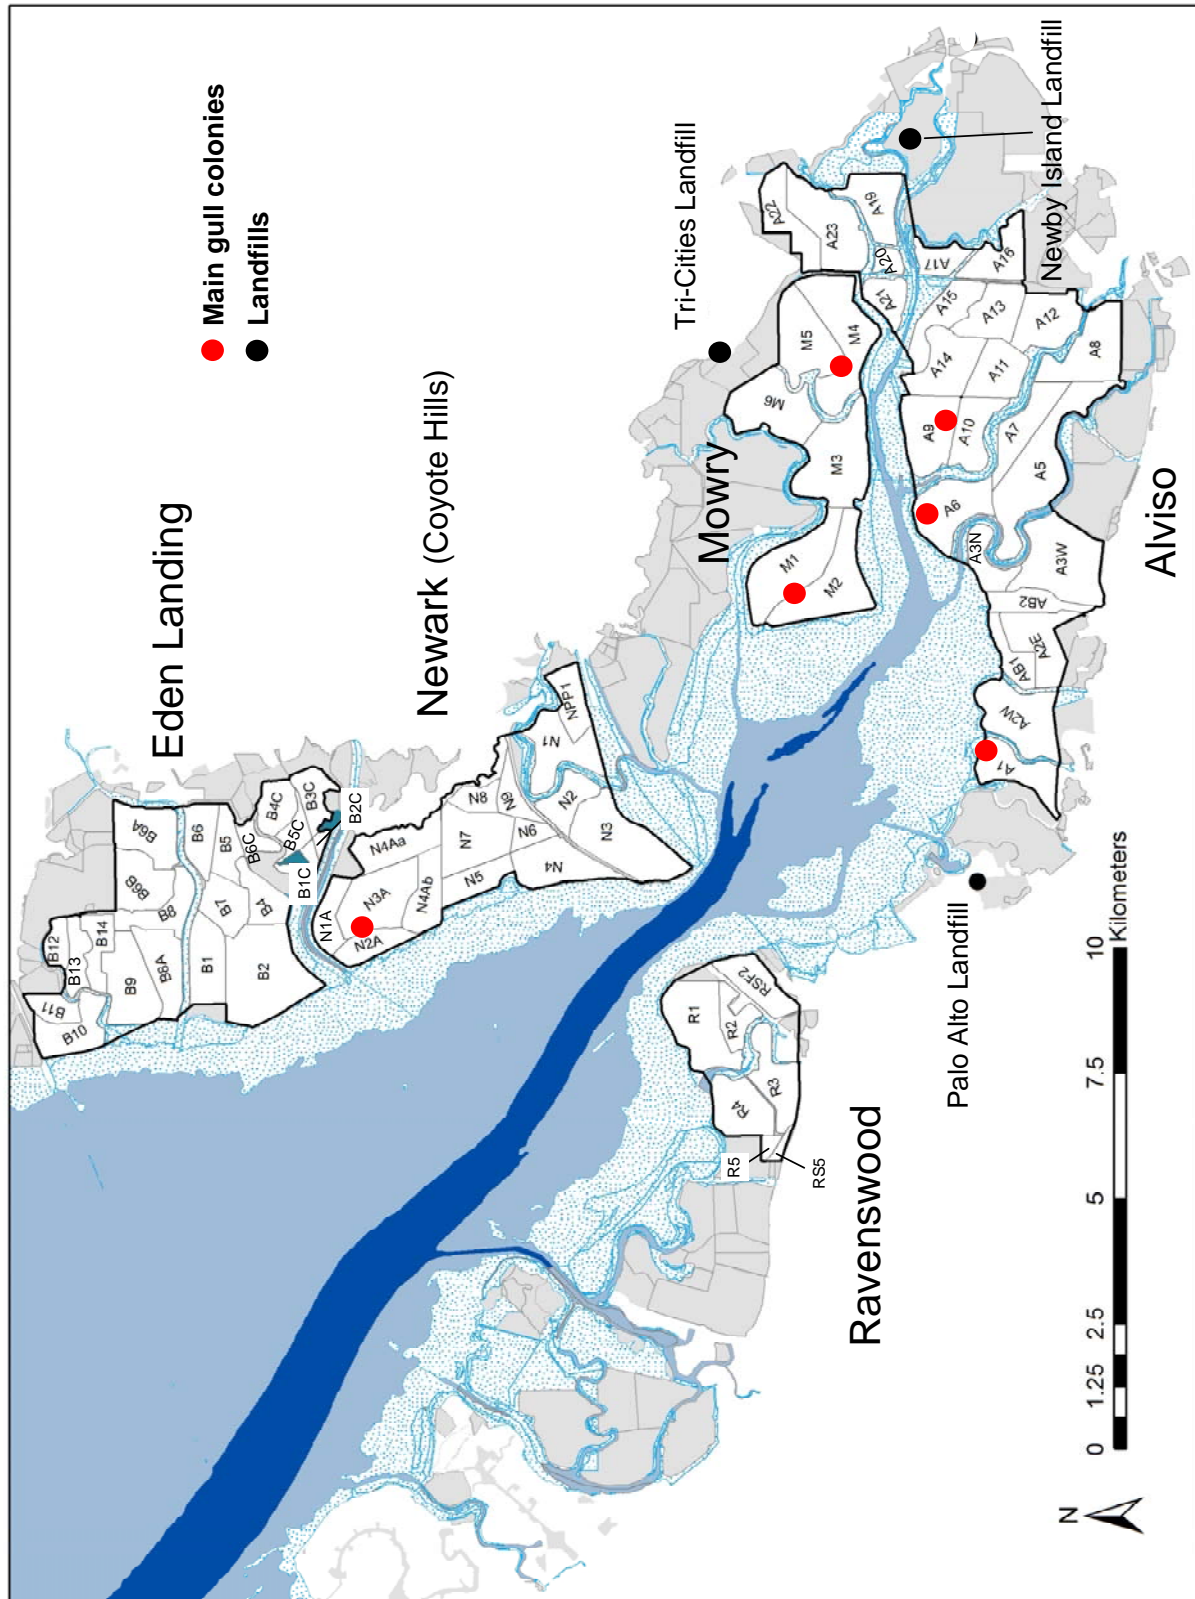 Main gull colonies
Landfills
Eden Landing
Newark (Coyote Hills)
Mowry
Alviso
Ravenswood
Tri-Cities Landfill
Newby Island Landfill
Palo Alto Landfill
B12
B13
B14
B11
B10
B9
B6B
B6A
B8
B6A
B6
B5
B7
B4
B1
B2
B6C
B4C
B3C
B5C
B2C
B1C
N1A
N2A
N3A
N4Aa
N4Ab
N5
N7
N8
N9
N6
N4
N2
N3
N1
NPP1
M1
M2
M3
M6
M5
M4
A22
A23
A19
A20
A21
A17
A16
A15
A13
A12
A14
A11
A9
A10
A8
A7
A5
A6
A3N
A3W
AB2
A2E
AB1
A2W
A1
R1
R2
RSF2
R3
R4
R5
RS5
0
1.25
2.5
5
7.5
10
Kilometers
N